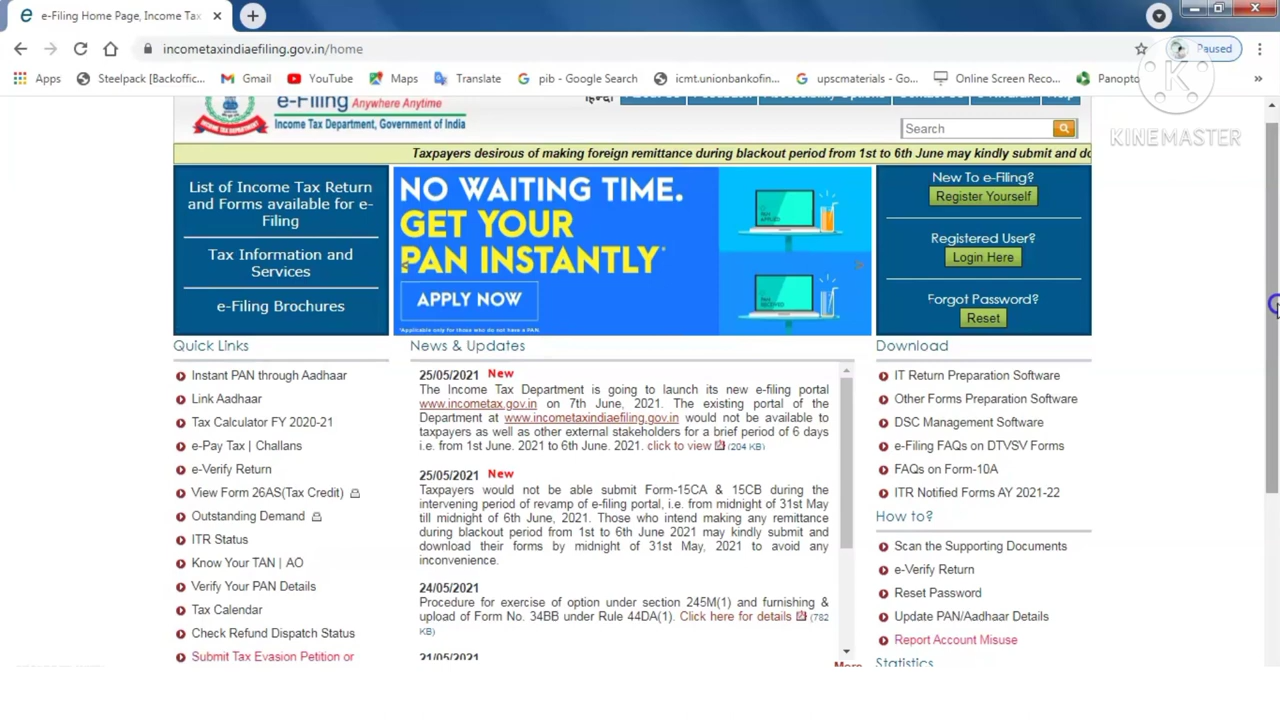 e-Filing Home Page, Income Tax
incometaxindiaefiling.gov.in/home
Paused
Apps
Steelpack [Backoffic...
Gmail
YouTube
Maps
Translate
pib - Google Search
icmt.unionbankofin...
upscmaterials - Go...
Online Screen Reco...
Panopto
»
K
KINEMASTER
e-Filing Anywhere Anytime
Income Tax Department, Government of India
Search
Taxpayers desirous of making foreign remittance during blackout period from 1st to 6th June may kindly submit and do
List of Income Tax Return
and Forms available for e-
Filing
Tax Information and
Services
e-Filing Brochures
NO WAITING TIME.
GET YOUR
PAN INSTANTLY*
APPLY NOW
*Applicable only for those who do not have a PAN.
New To e-Filing?
Register Yourself
Registered User?
Login Here
Forgot Password?
Reset
Quick Links
Instant PAN through Aadhaar
Link Aadhaar
Tax Calculator FY 2020-21
e-Pay Tax | Challans
e-Verify Return
View Form 26AS(Tax Credit)
Outstanding Demand
ITR Status
Know Your TAN | AO
Verify Your PAN Details
Tax Calendar
Check Refund Dispatch Status
Submit Tax Evasion Petition or
News & Updates
25/05/2021 New
The Income Tax Department is going to launch its new e-filing portal
www.incometax.gov.in on 7th June, 2021. The existing portal of the
Department at www.incometaxindiaefiling.gov.in would not be available to
taxpayers as well as other external stakeholders for a brief period of 6 days
i.e. from 1st June. 2021 to 6th June. 2021. click to view (204 KB)
25/05/2021 New
Taxpayers would not be able submit Form-15CA & 15CB during the
intervening period of revamp of e-filing portal, i.e. from midnight of 31st May
till midnight of 6th June, 2021. Those who intend making any remittance
during blackout period from 1st to 6th June 2021 may kindly submit and
download their forms by midnight of 31st May, 2021 to avoid any
inconvenience.
24/05/2021
Procedure for exercise of option under section 245M(1) and furnishing &
upload of Form No. 34BB under Rule 44DA(1). Click here for details (782
KB)
21/05/2021
More
Download
IT Return Preparation Software
Other Forms Preparation Software
DSC Management Software
e-Filing FAQs on DTVSV Forms
FAQs on Form-10A
ITR Notified Forms AY 2021-22
How to?
Scan the Supporting Documents
e-Verify Return
Reset Password
Update PAN/Aadhaar Details
Report Account Misuse
Statistics